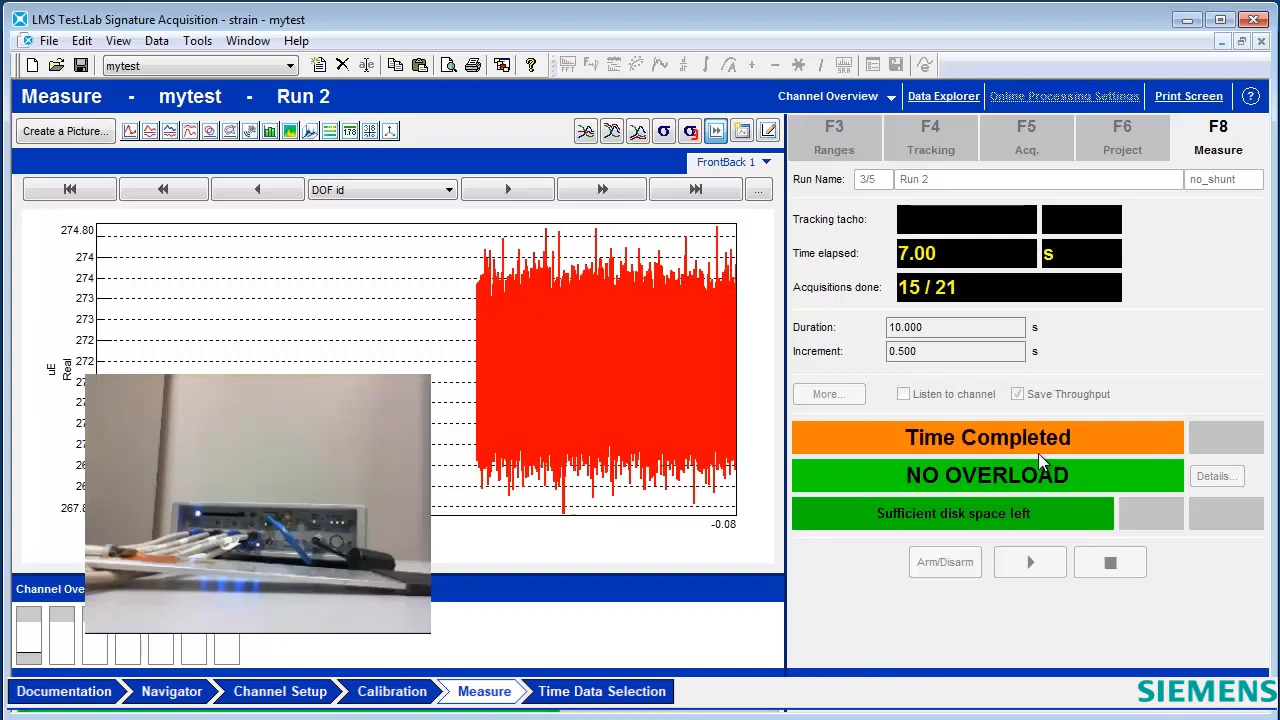 LMS Test.Lab Signature Acquisition - strain - mytest
File Edit View Data Tools Window Help
mytest
Measure - mytest - Run 2
Channel Overview Data Explorer Online Processing Settings Print Screen
Create a Picture...
FrontBack 1
DOF id
...
274.80
274
274
273
273
272
272
uE
Real
-0.08
F3 F4 F5 F6 F8
Ranges Tracking Acq. Project Measure
Run Name: 3/5 Run 2 no_shunt
Tracking tacho:
Time elapsed: 7.00 s
Acquisitions done: 15 / 21
Duration: 10.000 s
Increment: 0.500 s
More... Listen to channel Save Throughput
Time Completed
NO OVERLOAD Details...
Sufficient disk space left
Arm/Disarm
Channel Ove
Documentation Navigator Channel Setup Calibration Measure Time Data Selection
SIEMENS